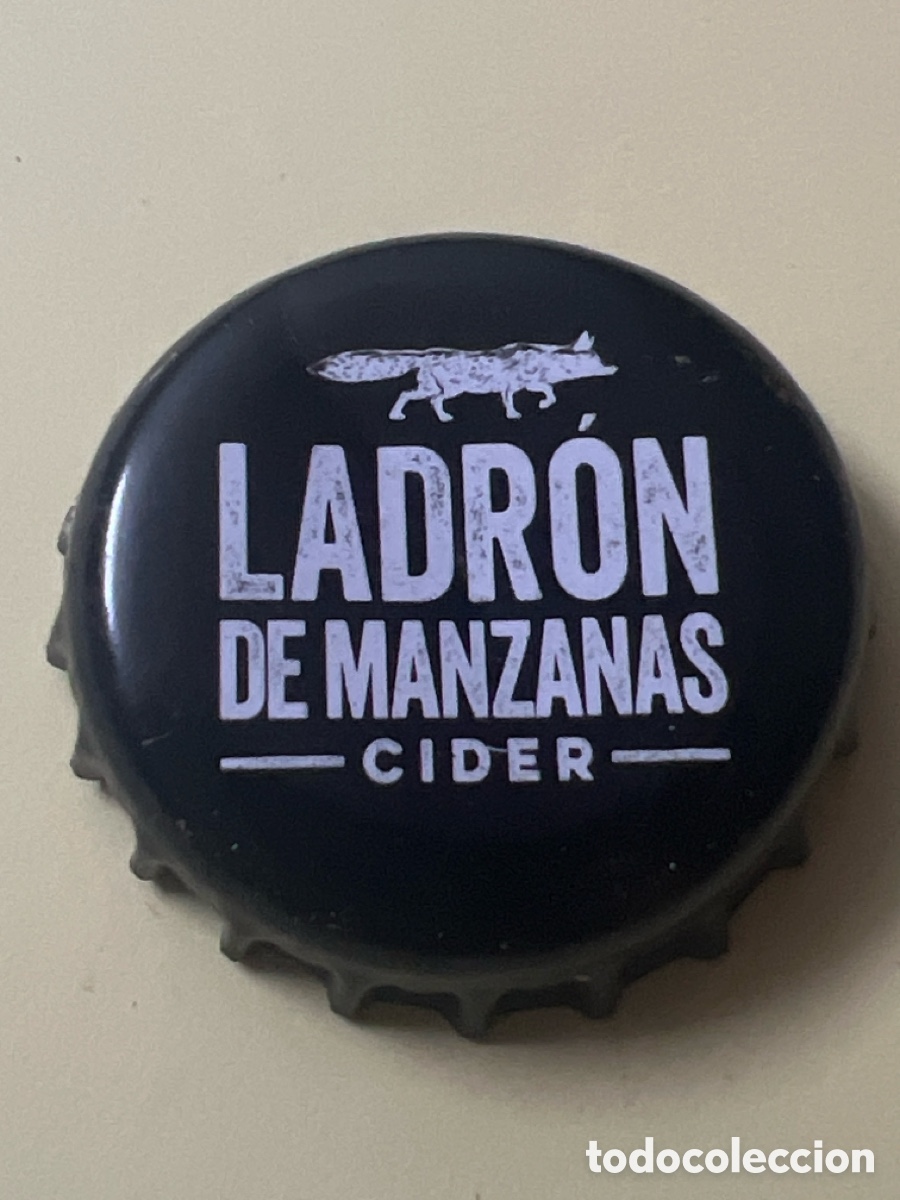 LADRÓN
DE MANZANAS
CIDER
todocoleccion